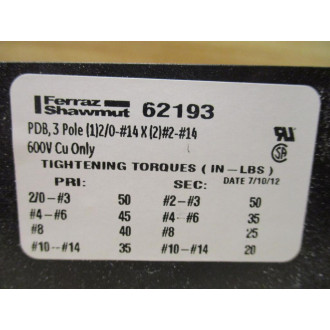 Ferraz
Shawmut 62193
PDB, 3 Pole (1)2/0-#14 X (2)#2-#14
600V Cu Only
TIGHTENING TORQUES (IN-LBS)
PRI: SEC: DATE 7/10/12
2/0-#3 50 #2-#3 50
#4-#6 45 #4-#6 35
#8 40 #8 25
#10-#14 35 #10-#14 20